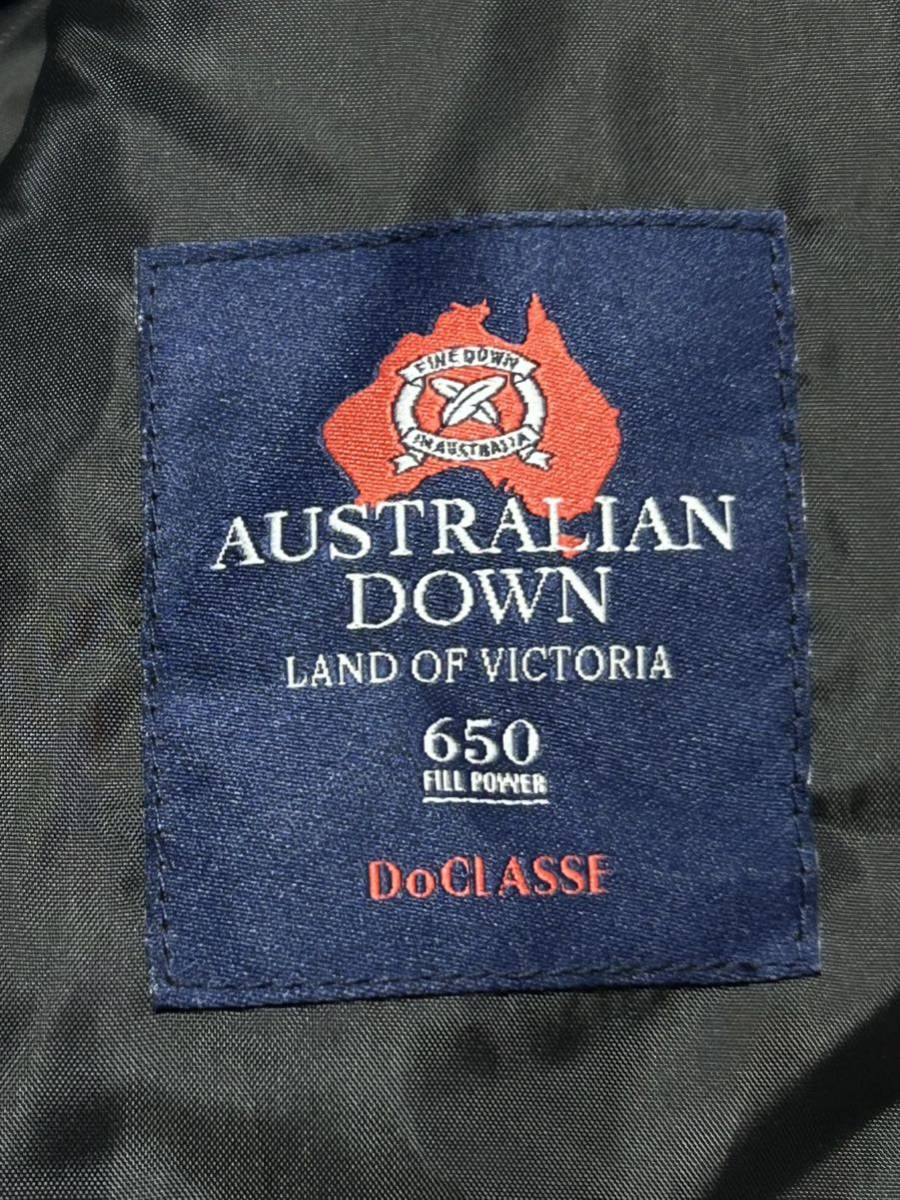 FINE DOWN
IN AUSTRALIA
AUSTRALIAN
DOWN
LAND OF VICTORIA
650
FILL POWER
DoCLASSE